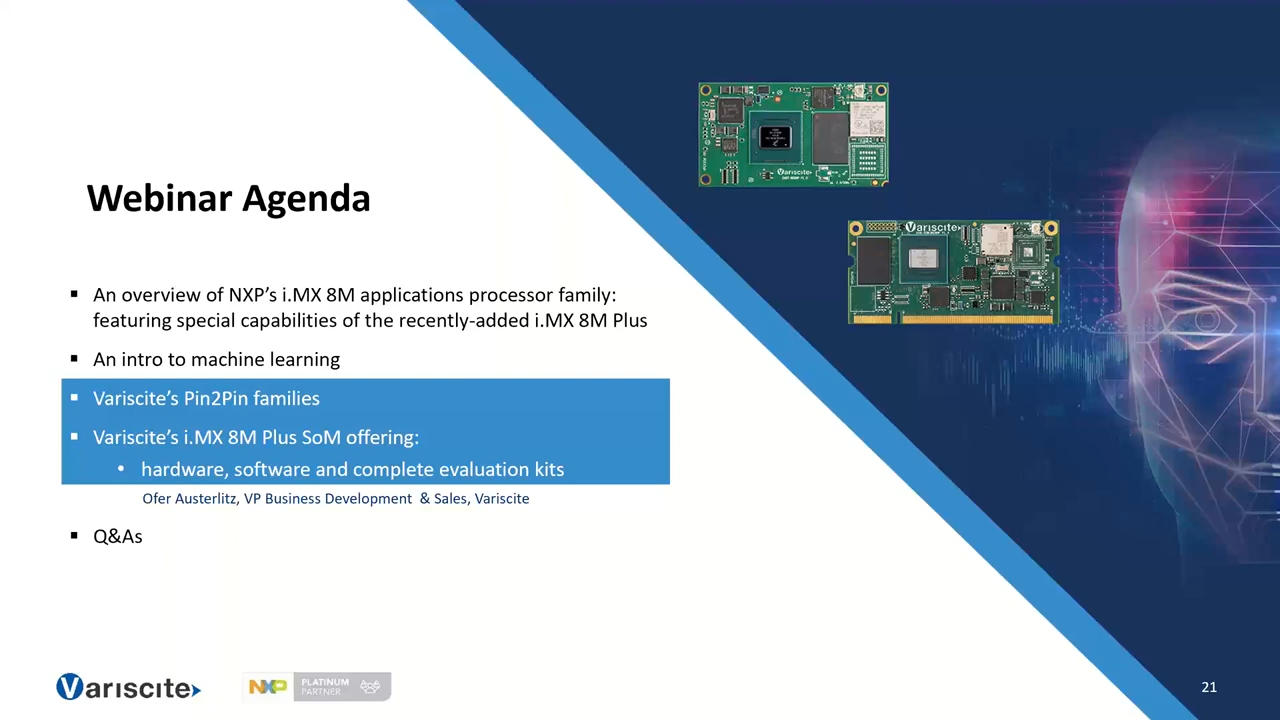 Webinar Agenda
An overview of NXP's i.MX 8M applications processor family:
featuring special capabilities of the recently-added i.MX 8M Plus
An intro to machine learning
Variscite's Pin2Pin families
Variscite's i.MX 8M Plus SoM offering:
hardware, software and complete evaluation kits
Ofer Austerlitz, VP Business Development & Sales, Variscite
Q&As
Variscite
Variscite
VARISCITE
NXP
PLATINUM
PARTNER
21